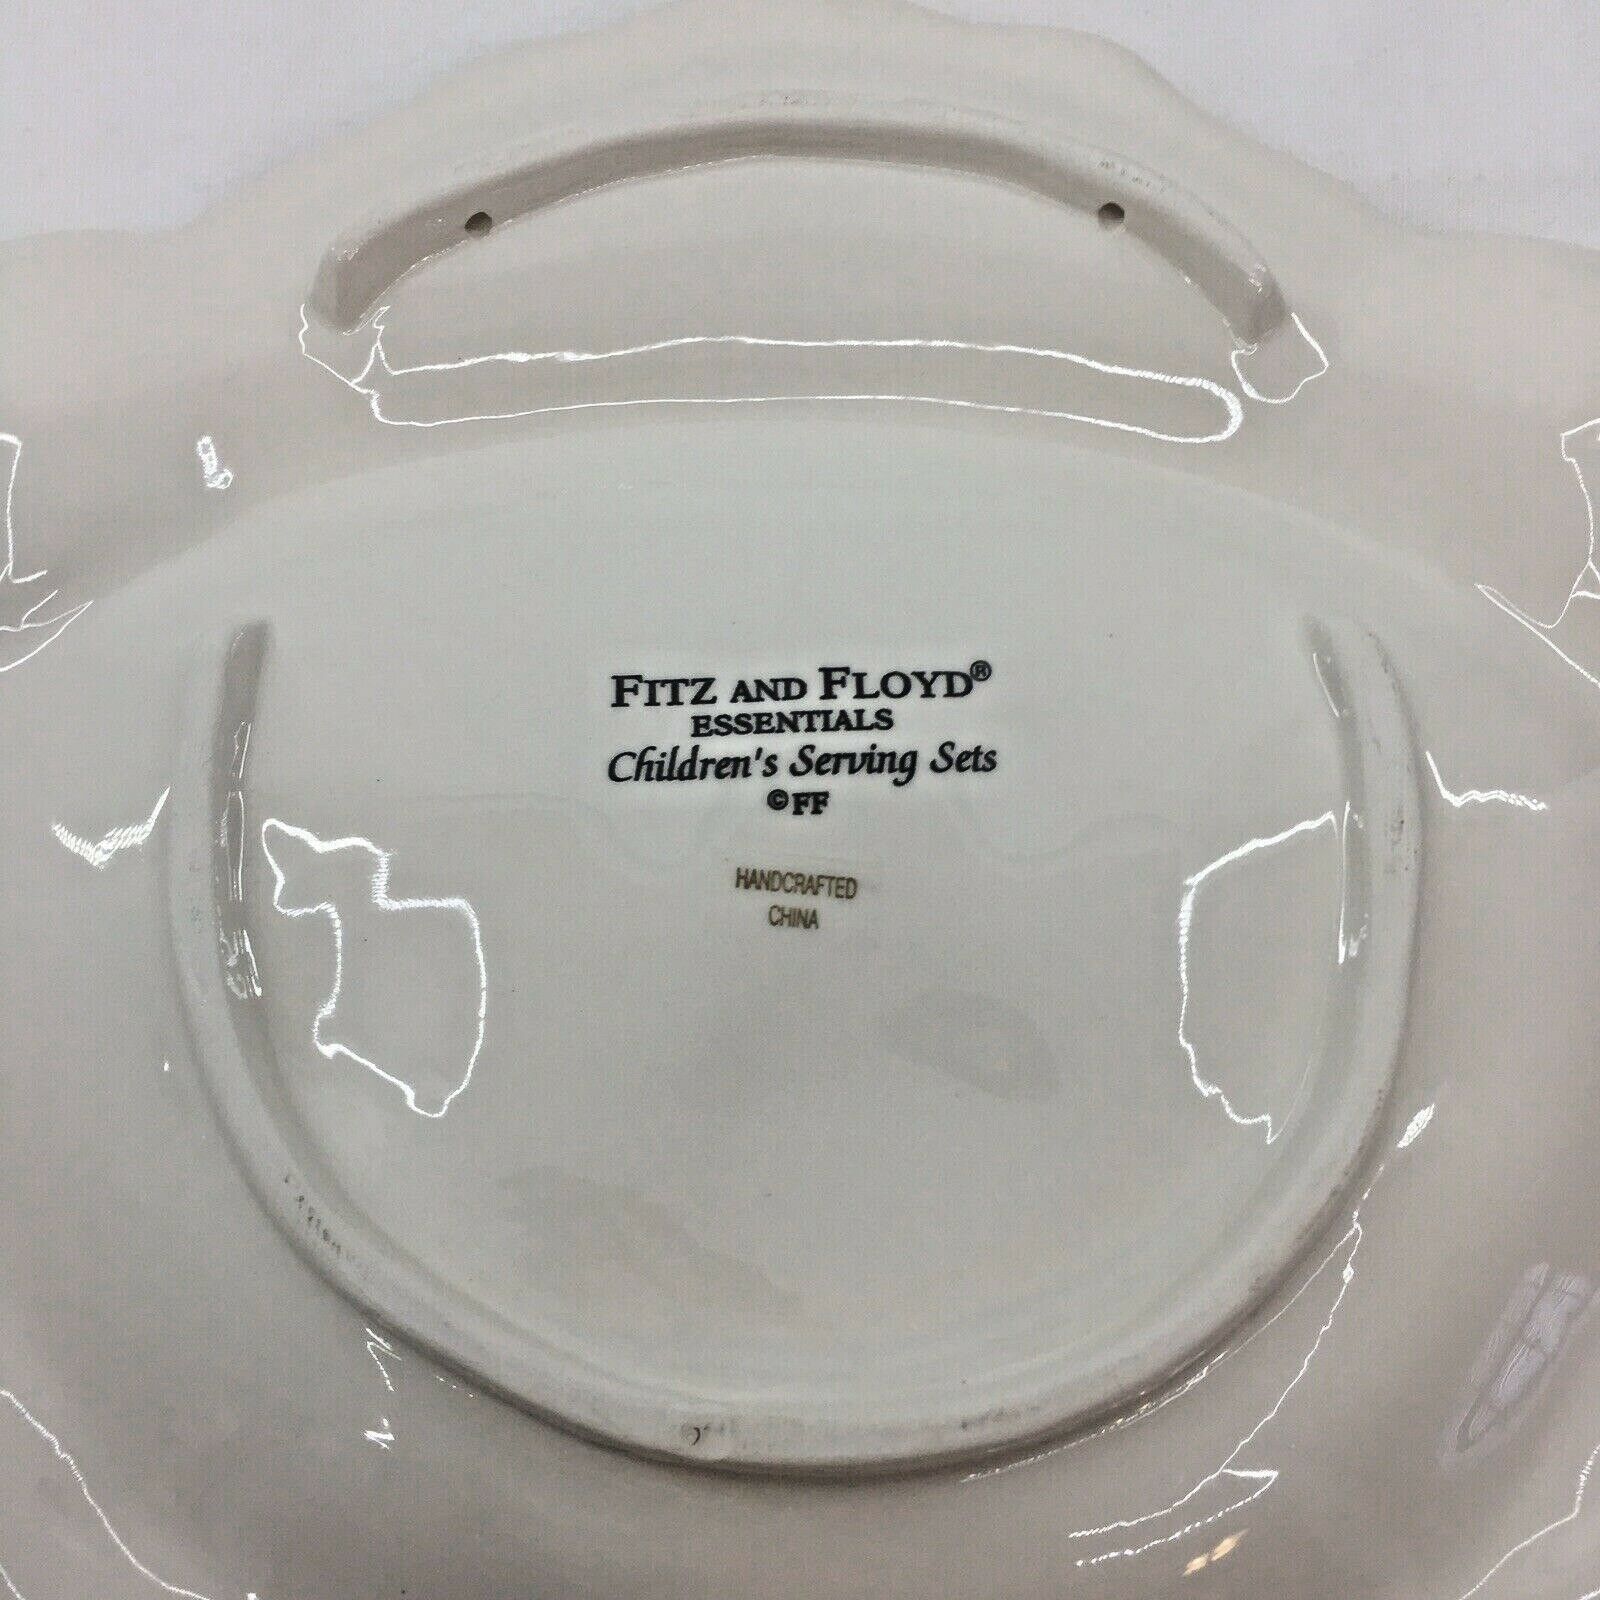 FITZ AND FLOYD®
ESSENTIALS
Children's Serving Sets
©FF
HANDCRAFTED
CHINA